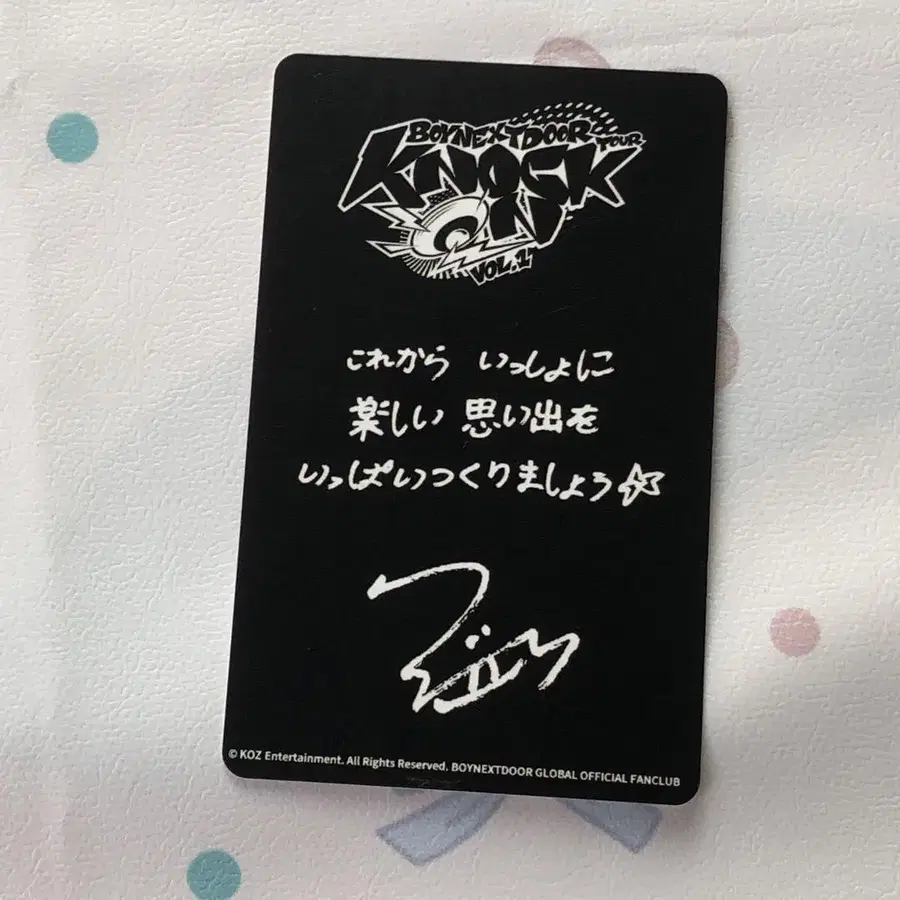 BOYNEXTDOOR TOUR
KNOCK
ON
VOL.1
これから いっしょに
楽しい 思い出を
いっぱいつくりましょう☆
© KOZ Entertainment. All Rights Reserved. BOYNEXTDOOR GLOBAL OFFICIAL FANCLUB